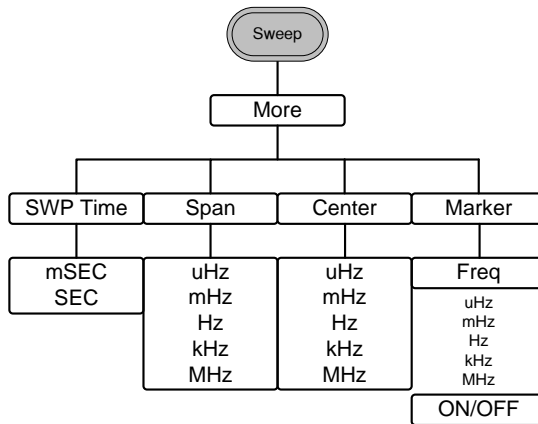 Sweep
More
SWP Time
Span
Center
Marker
mSEC
SEC
uHz
mHz
Hz
kHz
MHz
uHz
mHz
Hz
kHz
MHz
Freq
uHz
mHz
Hz
kHz
MHz
ON/OFF